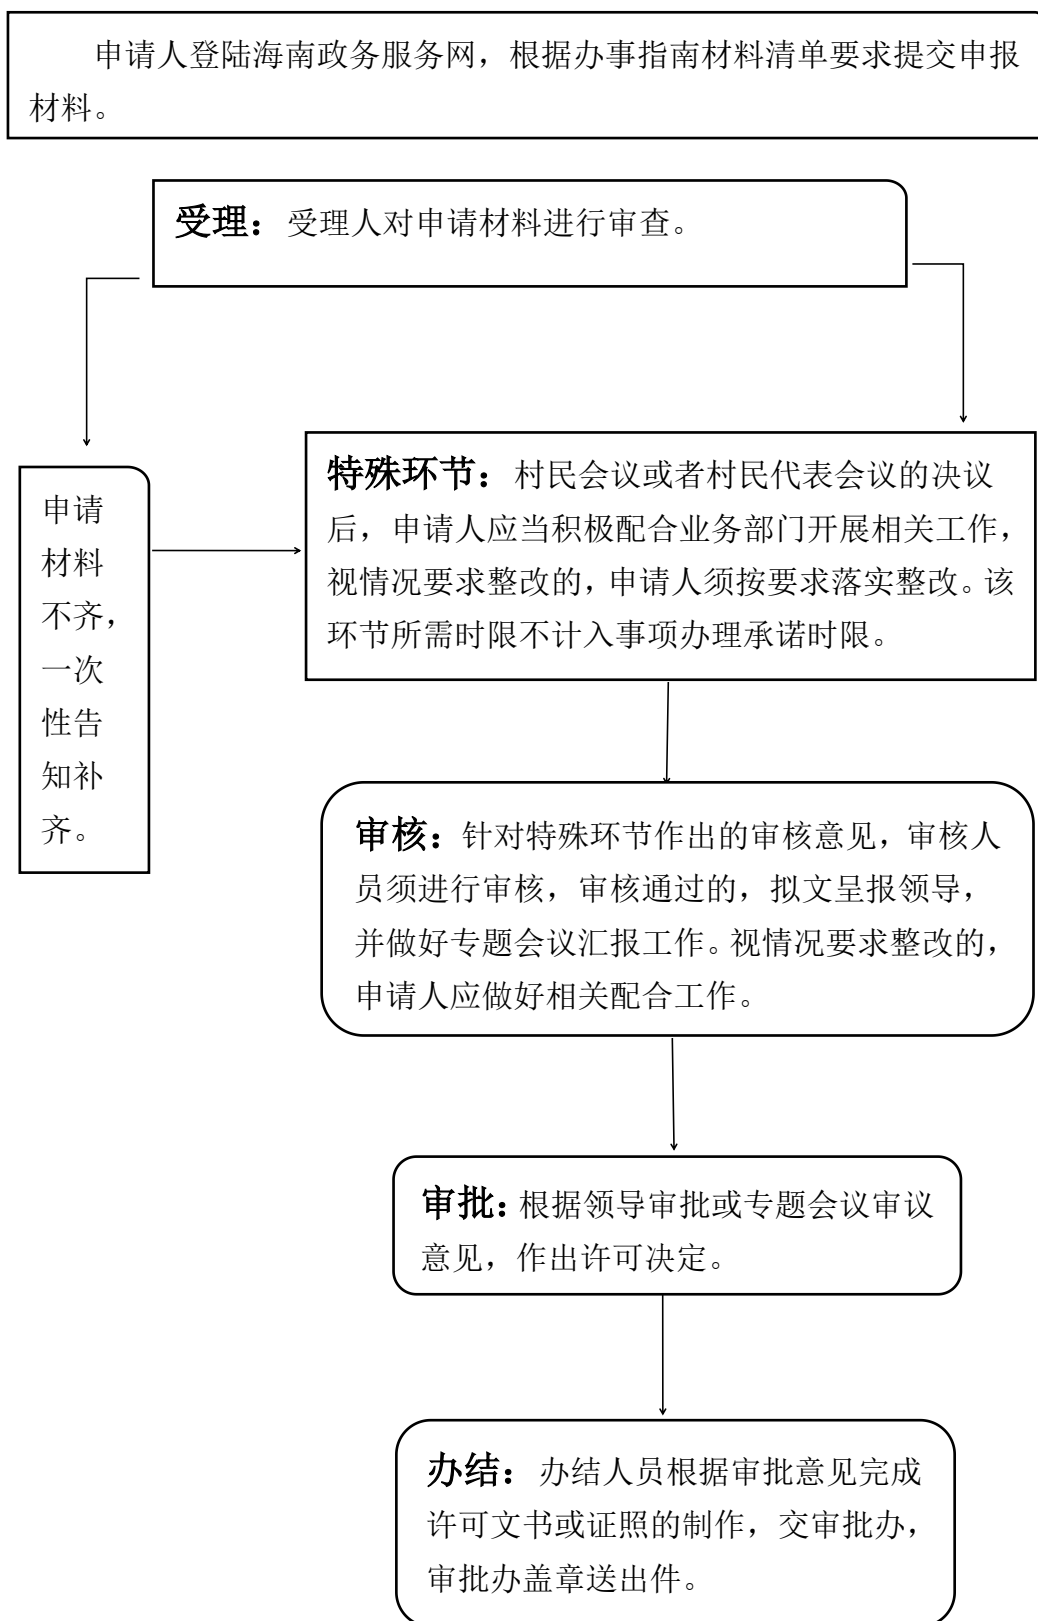 申请人登陆海南政务服务网，根据办事指南材料清单要求提交申报
材料。
受理：受理人对申请材料进行审查。
申请
材料
不齐，
一次
性告
知补
齐。
特殊环节：村民会议或者村民代表会议的决议
后，申请人应当积极配合业务部门开展相关工作，
视情况要求整改的，申请人须按要求落实整改。该
环节所需时限不计入事项办理承诺时限。
审核：针对特殊环节作出的审核意见，审核人
员须进行审核，审核通过的，拟文呈报领导，
并做好专题会议汇报工作。视情况要求整改的，
申请人应做好相关配合工作。
审批：根据领导审批或专题会议审议
意见，作出许可决定。
办结：办结人员根据审批意见完成
许可文书或证照的制作，交审批办，
审批办盖章送出件。